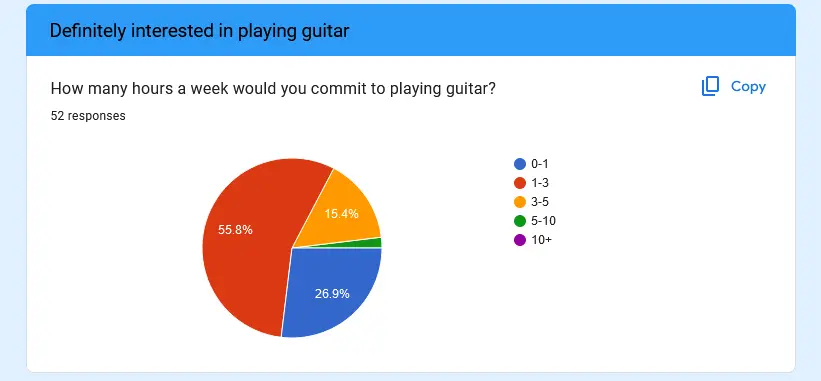 Definitely interested in playing guitar
How many hours a week would you commit to playing guitar?
Copy
52 responses
0-1
1-3
3-5
5-10
10+
55.8%
15.4%
26.9%